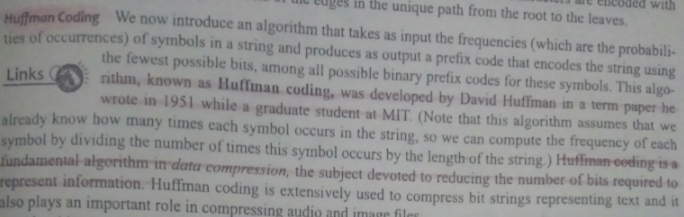 the edges in the unique path from the root to the leaves.
Huffman Coding We now introduce an algorithm that takes as input the frequencies (which are the probabili-
ties of occurrences) of symbols in a string and produces as output a prefix code that encodes the string using
the fewest possible bits, among all possible binary prefix codes for these symbols. This algo-
Links rithm, known as Huffman coding, was developed by David Huffman in a term paper he
wrote in 1951 while a graduate student at MIT. (Note that this algorithm assumes that we
already know how many times each symbol occurs in the string, so we can compute the frequency of each
symbol by dividing the number of times this symbol occurs by the length of the string.) Huffman coding is a
fundamental algorithm in data compression, the subject devoted to reducing the number of bits required to
represent information. Huffman coding is extensively used to compress bit strings representing text and it
also plays an important role in compressing audio and image files